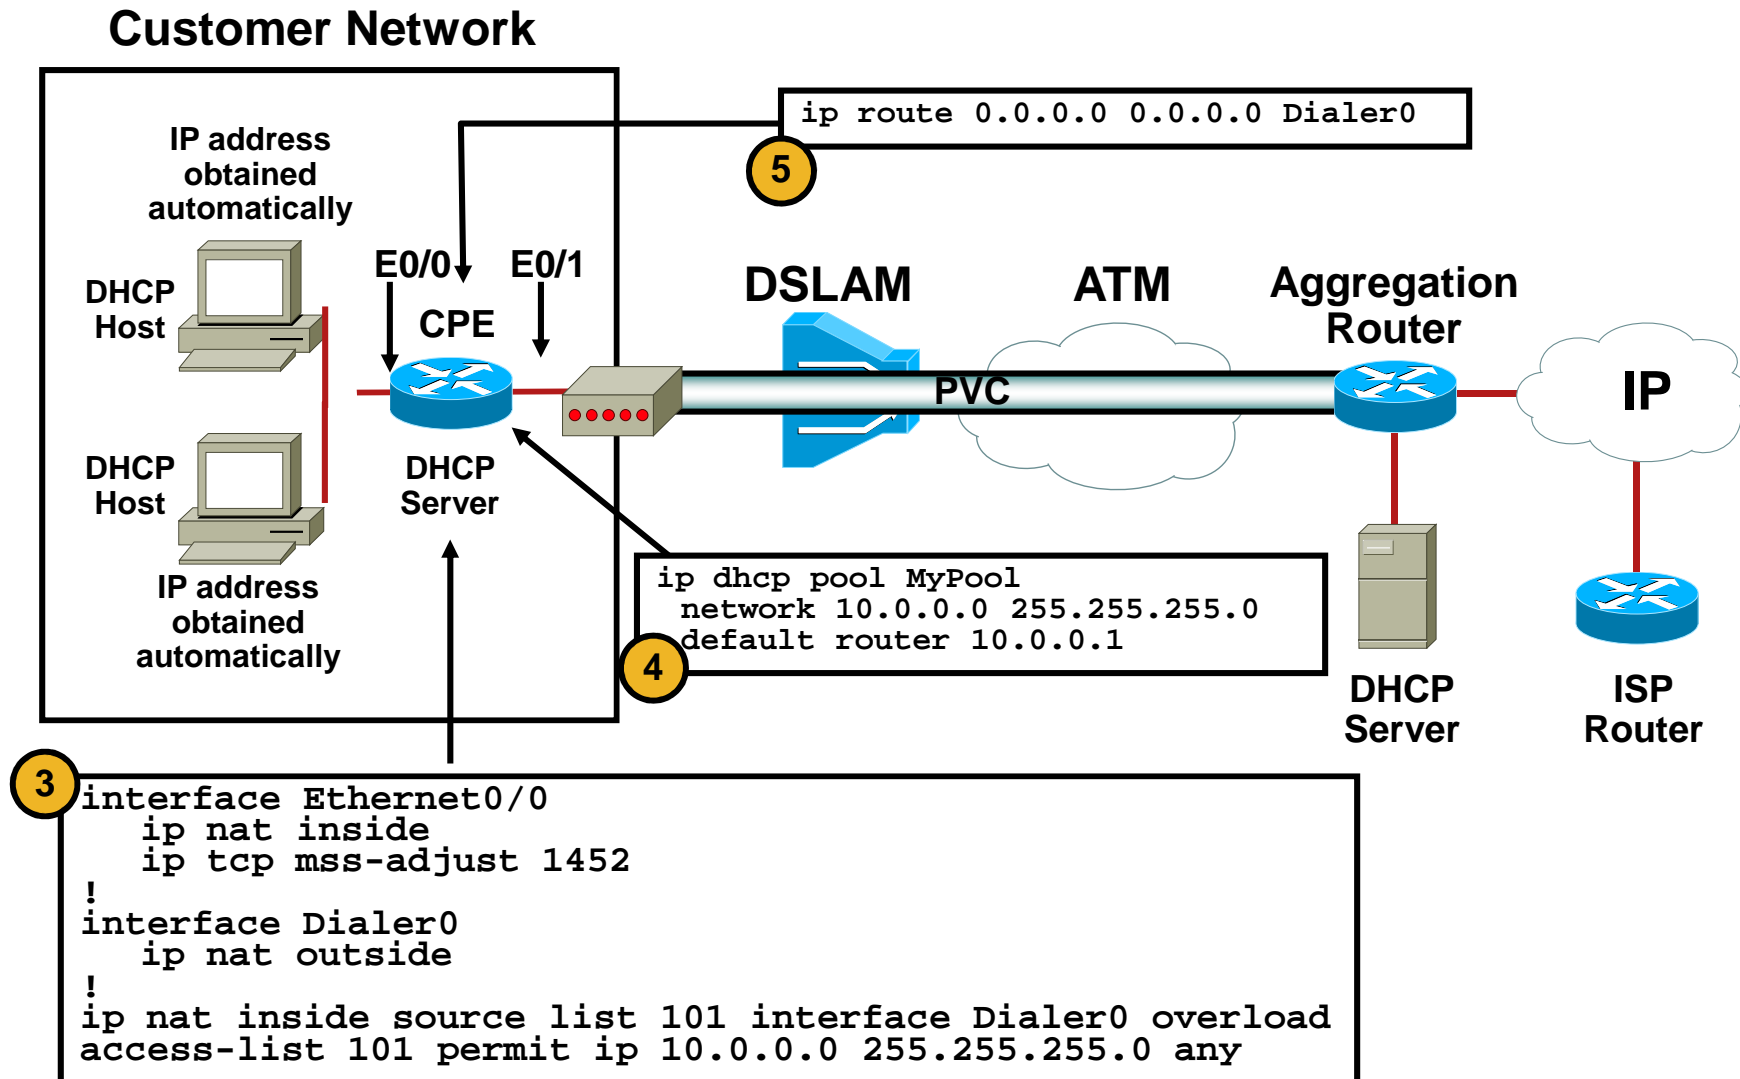 Customer Network
ip route 0.0.0.0 0.0.0.0 Dialer0
5
IP address
obtained
automatically
DHCP
Host
E0/0
E0/1
CPE
DSLAM
ATM
Aggregation
Router
PVC
IP
DHCP
Host
DHCP
Server
IP address
obtained
automatically
ip dhcp pool MyPool
network 10.0.0.0 255.255.255.0
default router 10.0.0.1
4
DHCP
Server
ISP
Router
3
interface Ethernet0/0
ip nat inside
ip tcp mss-adjust 1452
!
interface Dialer0
ip nat outside
!
ip nat inside source list 101 interface Dialer0 overload
access-list 101 permit ip 10.0.0.0 255.255.255.0 any